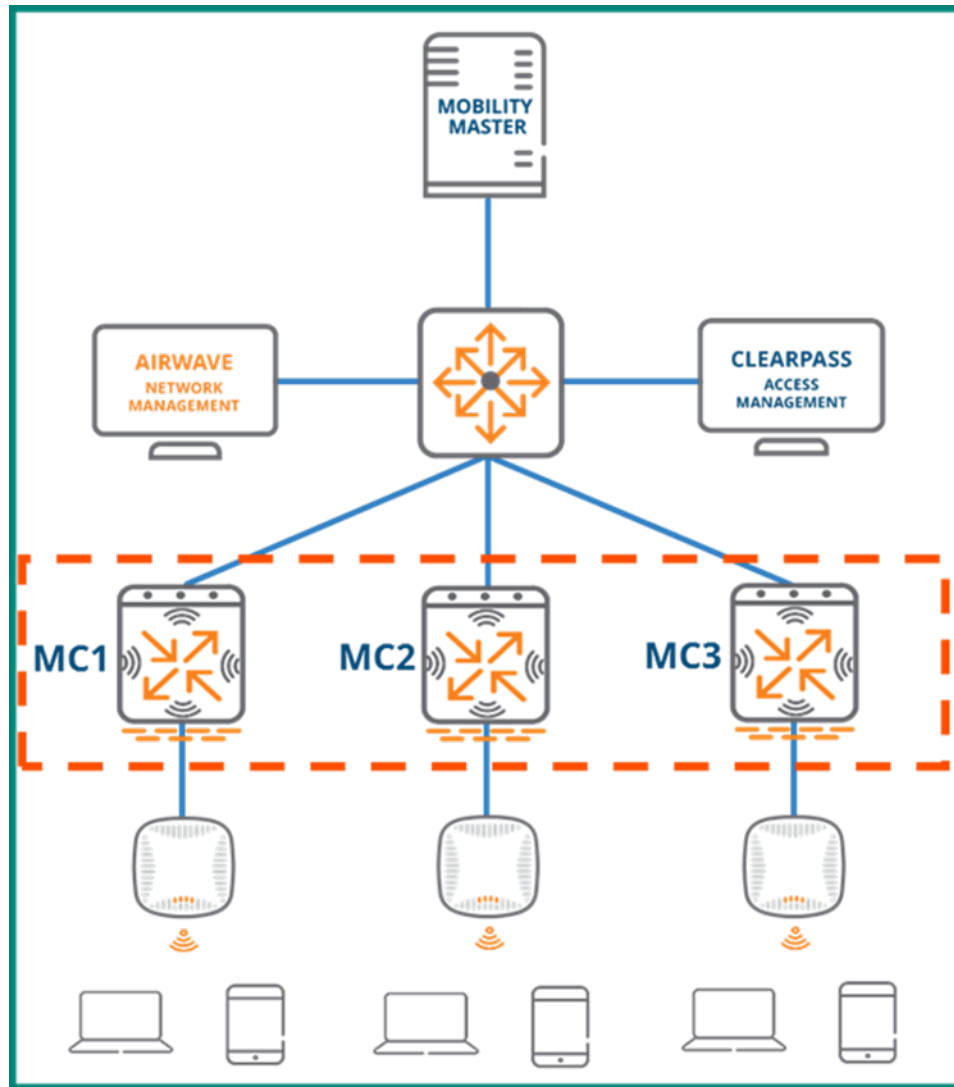 MOBILITY
MASTER
AIRWAVE
NETWORK
MANAGEMENT
CLEARPASS
ACCESS
MANAGEMENT
MC1
MC2
MC3